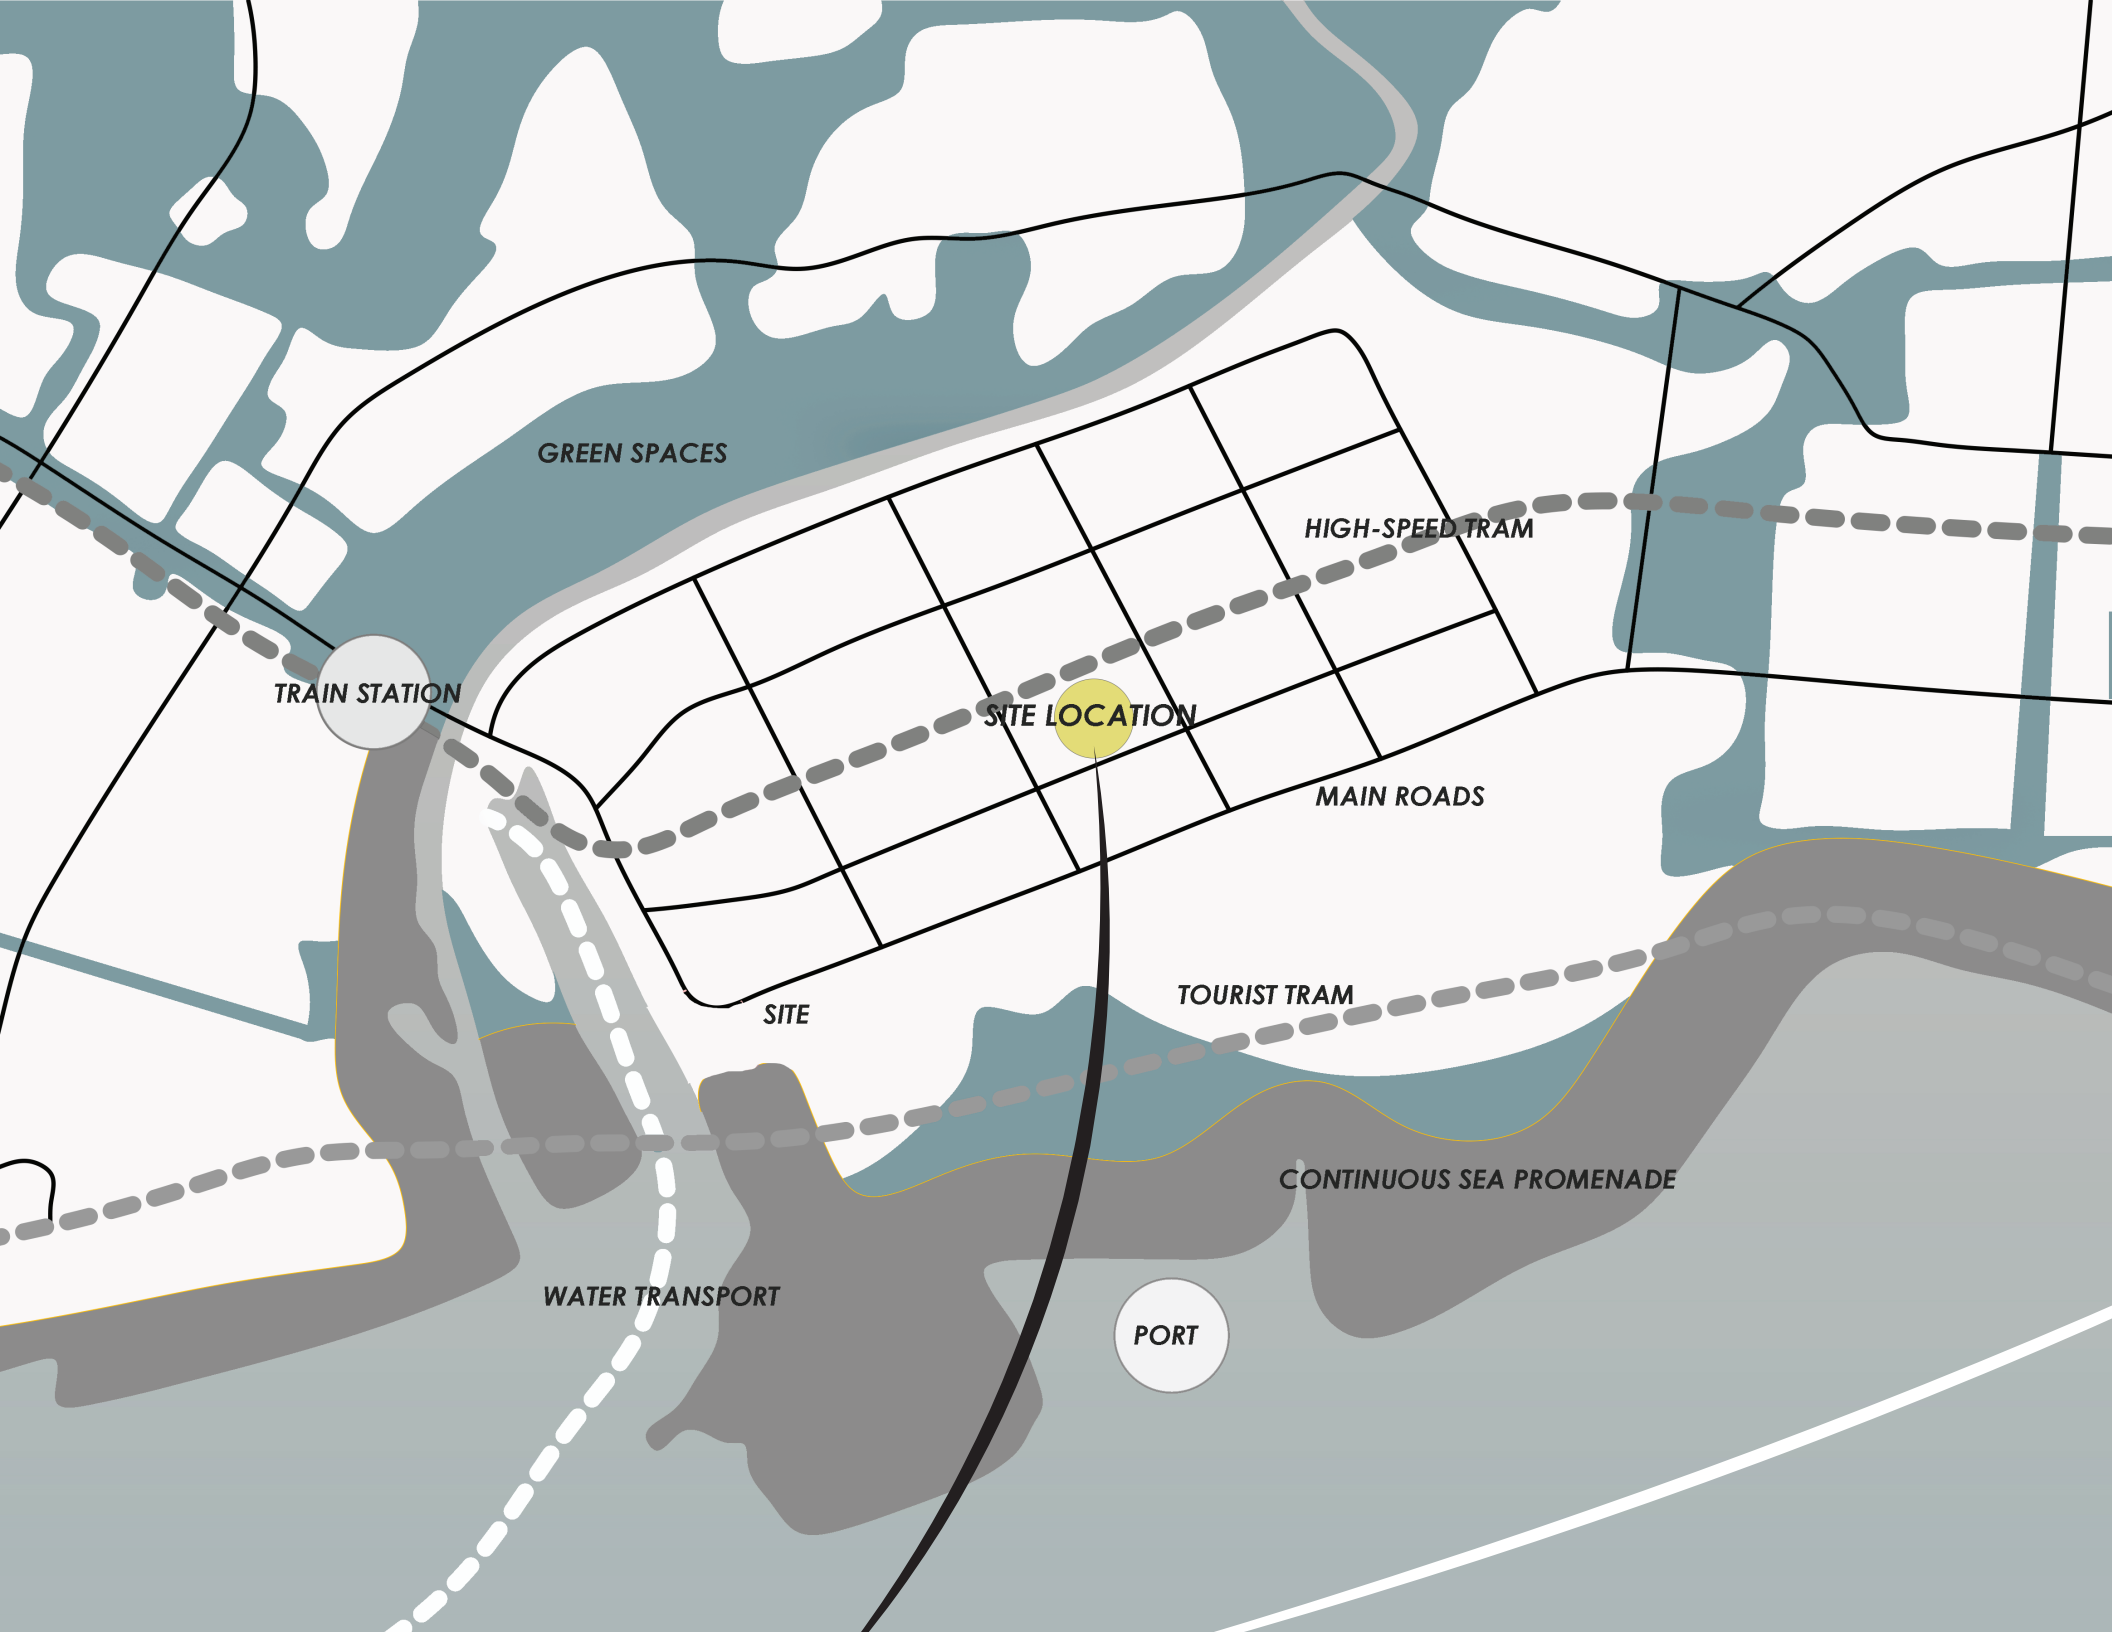 GREEN SPACES
HIGH-SPEED TRAM
TRAIN STATION
SITE LOCATION
MAIN ROADS
TOURIST TRAM
SITE
CONTINUOUS SEA PROMENADE
WATER TRANSPORT
PORT